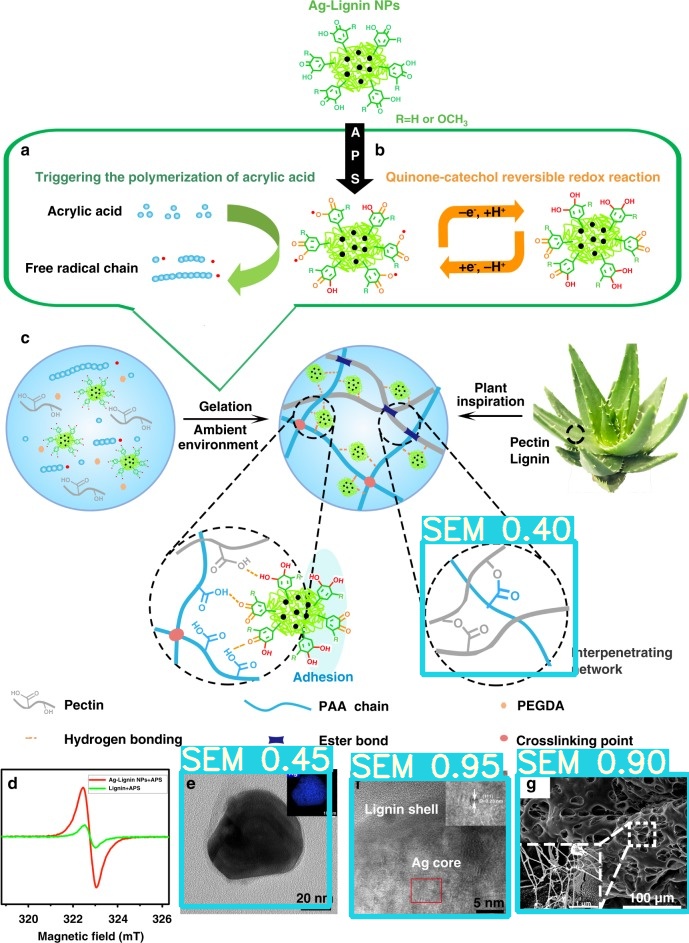 Ag-Lignin NPs
R=H or OCH3
A
P
S
a
b
Triggering the polymerization of acrylic acid
Quinone-catechol reversible redox reaction
Acrylic acid
Free radical chain
–e-, +H+
+e-, –H+
c
Gelation
Ambient
environment
Plant
inspiration
Pectin
Lignin
SEM 0.40
Interpenetrating
network
Adhesion
Pectin
PAA chain
PEGDA
Hydrogen bonding
Ester bond
Crosslinking point
SEM 0.45
SEM 0.95
SEM 0.90
d
Ag-Lignin NPs+APS
Lignin+APS
320
322
324
326
Magnetic field (mT)
e
20 nm
Lignin shell
Ag core
5 nm
g
100 μm